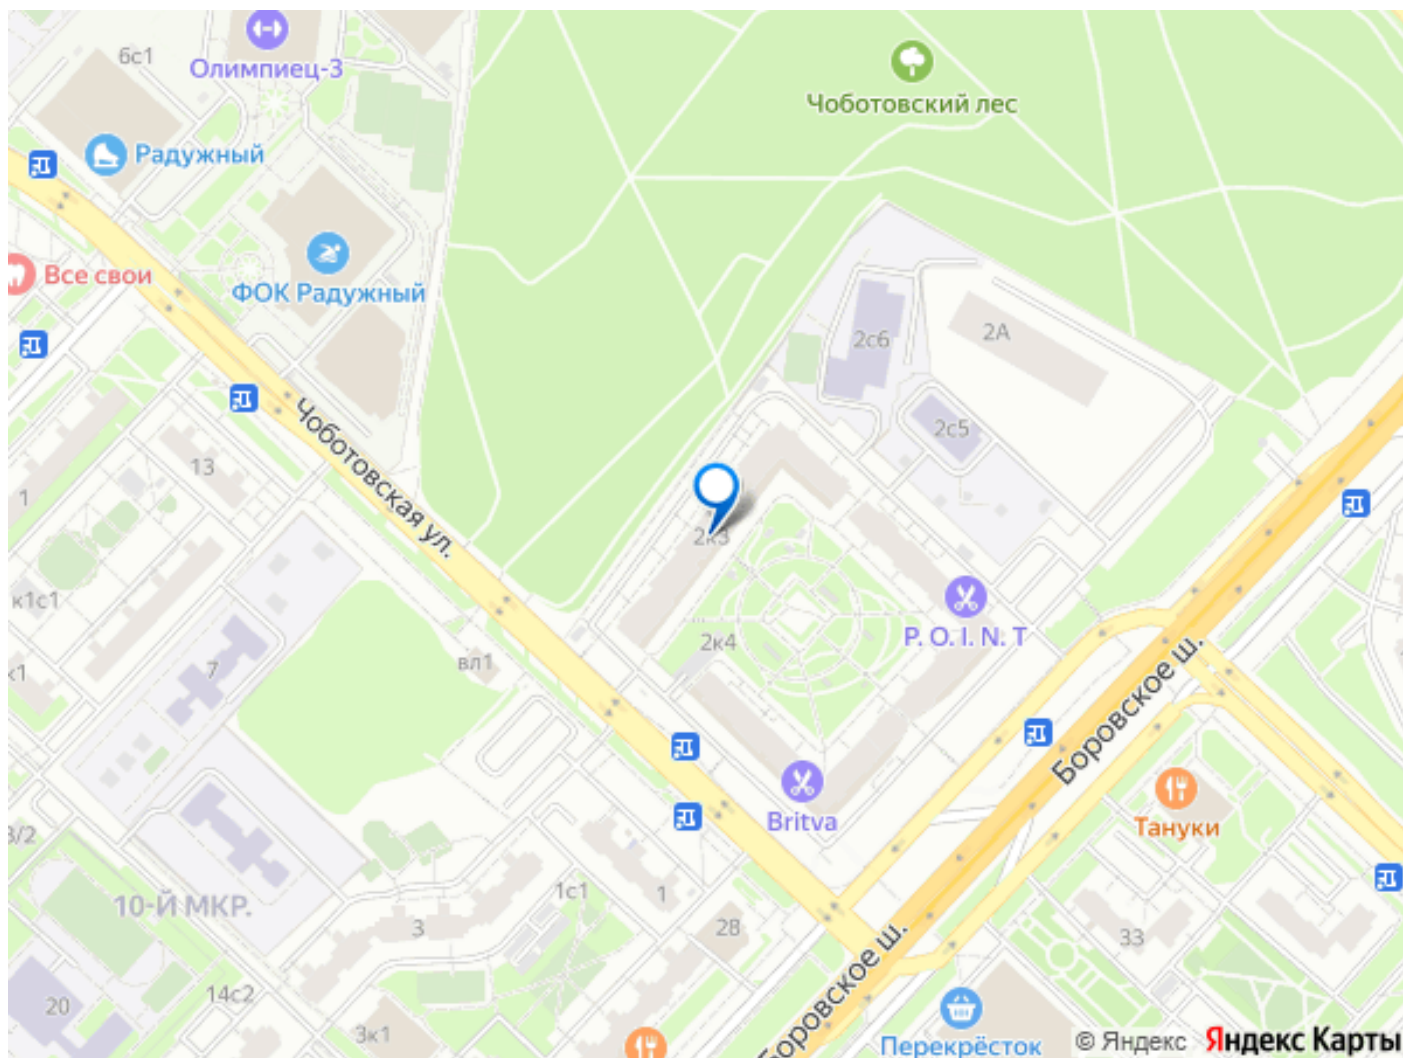 6с1
Олимпиец-3
Чоботовский лес
Радужный
Все свои
ФОК Радужный
2с6
2А
2с5
Чоботовская ул.
13
1
2к3
к1с1
P. O. I. N. T
2к4
вл1
7
к1
Боровское ш.
Britva
Тануки
3/2
10-Й МКР.
1с1
1
3
28
33
Боровское ш.
20
14с2
3к1
Перекрёсток
© Яндекс Яндекс Карты